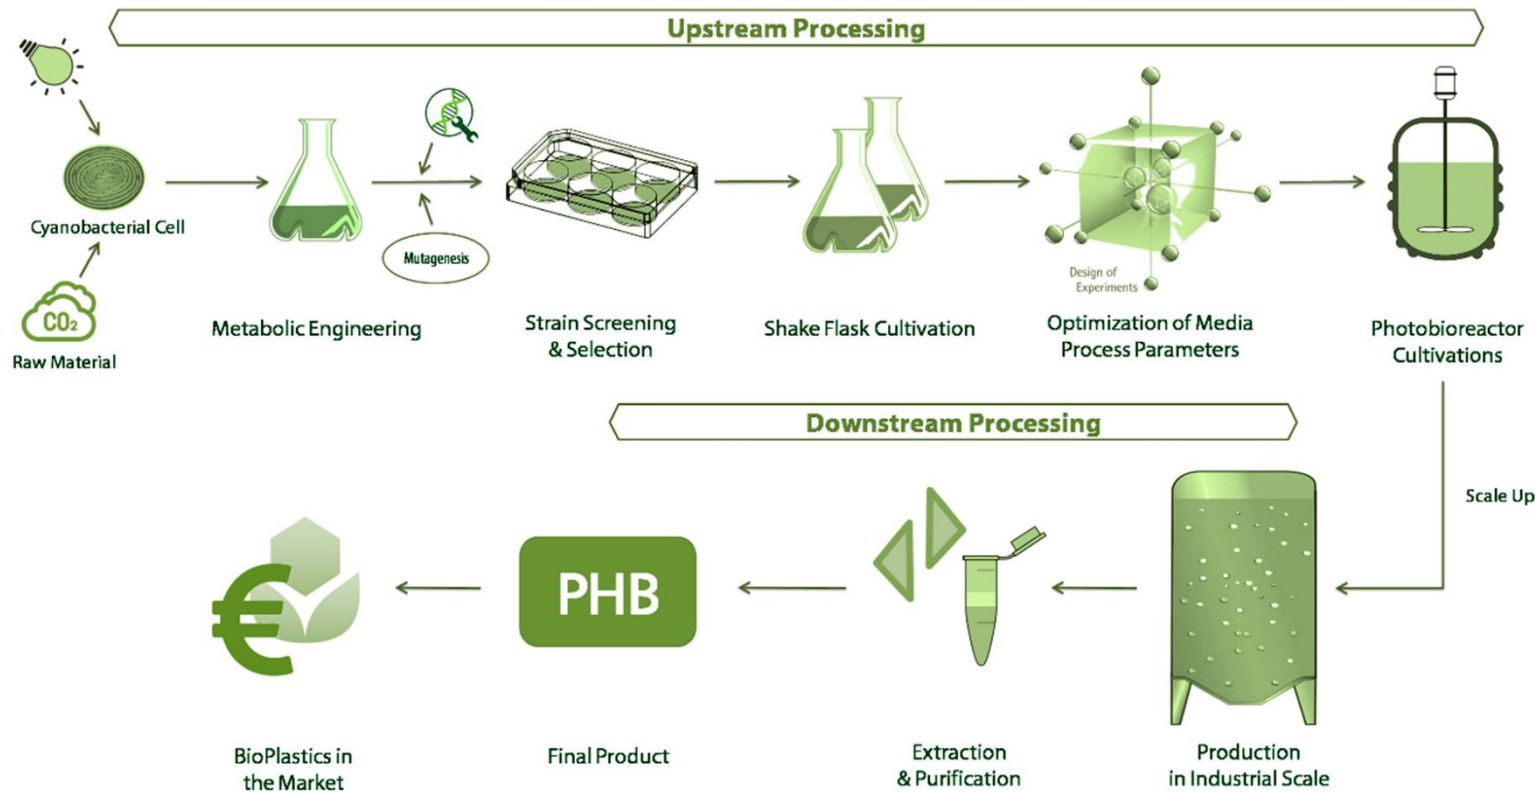 Upstream Processing
Cyanobacterial Cell
CO₂
Raw Material
Metabolic Engineering
Mutagenesis
Strain Screening
& Selection
Shake Flask Cultivation
Design of
Experiments
Optimization of Media
Process Parameters
Photobioreactor
Cultivations
Scale Up
Downstream Processing
Production
in Industrial Scale
Extraction
& Purification
PHB
Final Product
€
BioPlastics in
the Market